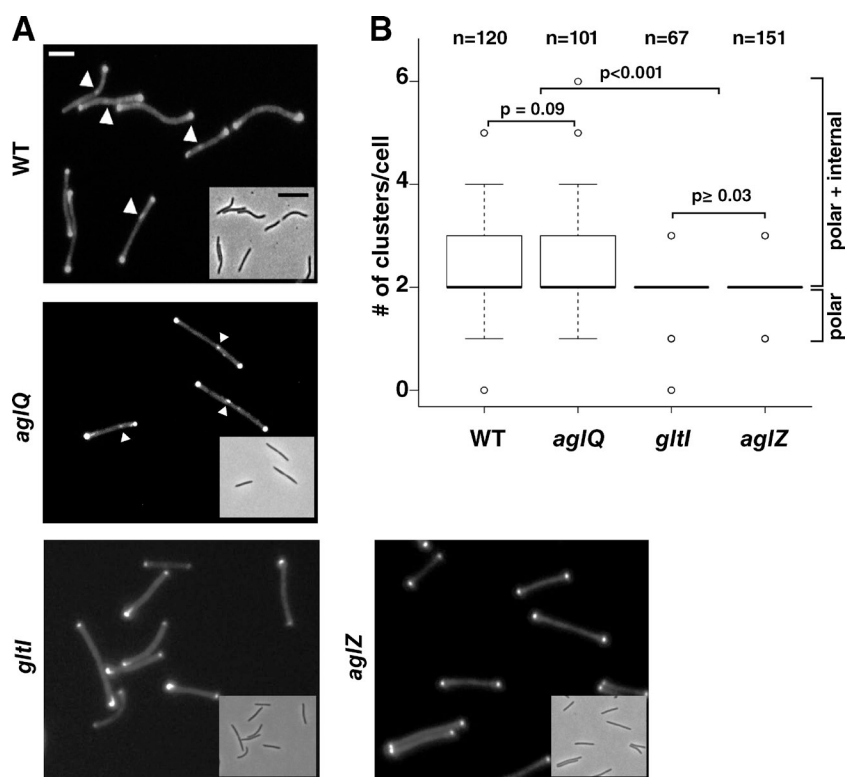 A
B
WT
aglQ
gltI
aglZ
n=120 n=101 n=67 n=151
p<0.001
p = 0.09
p≥ 0.03
# of clusters/cell
6
4
2
0
polar + internal
polar
WT aglQ gltI aglZ